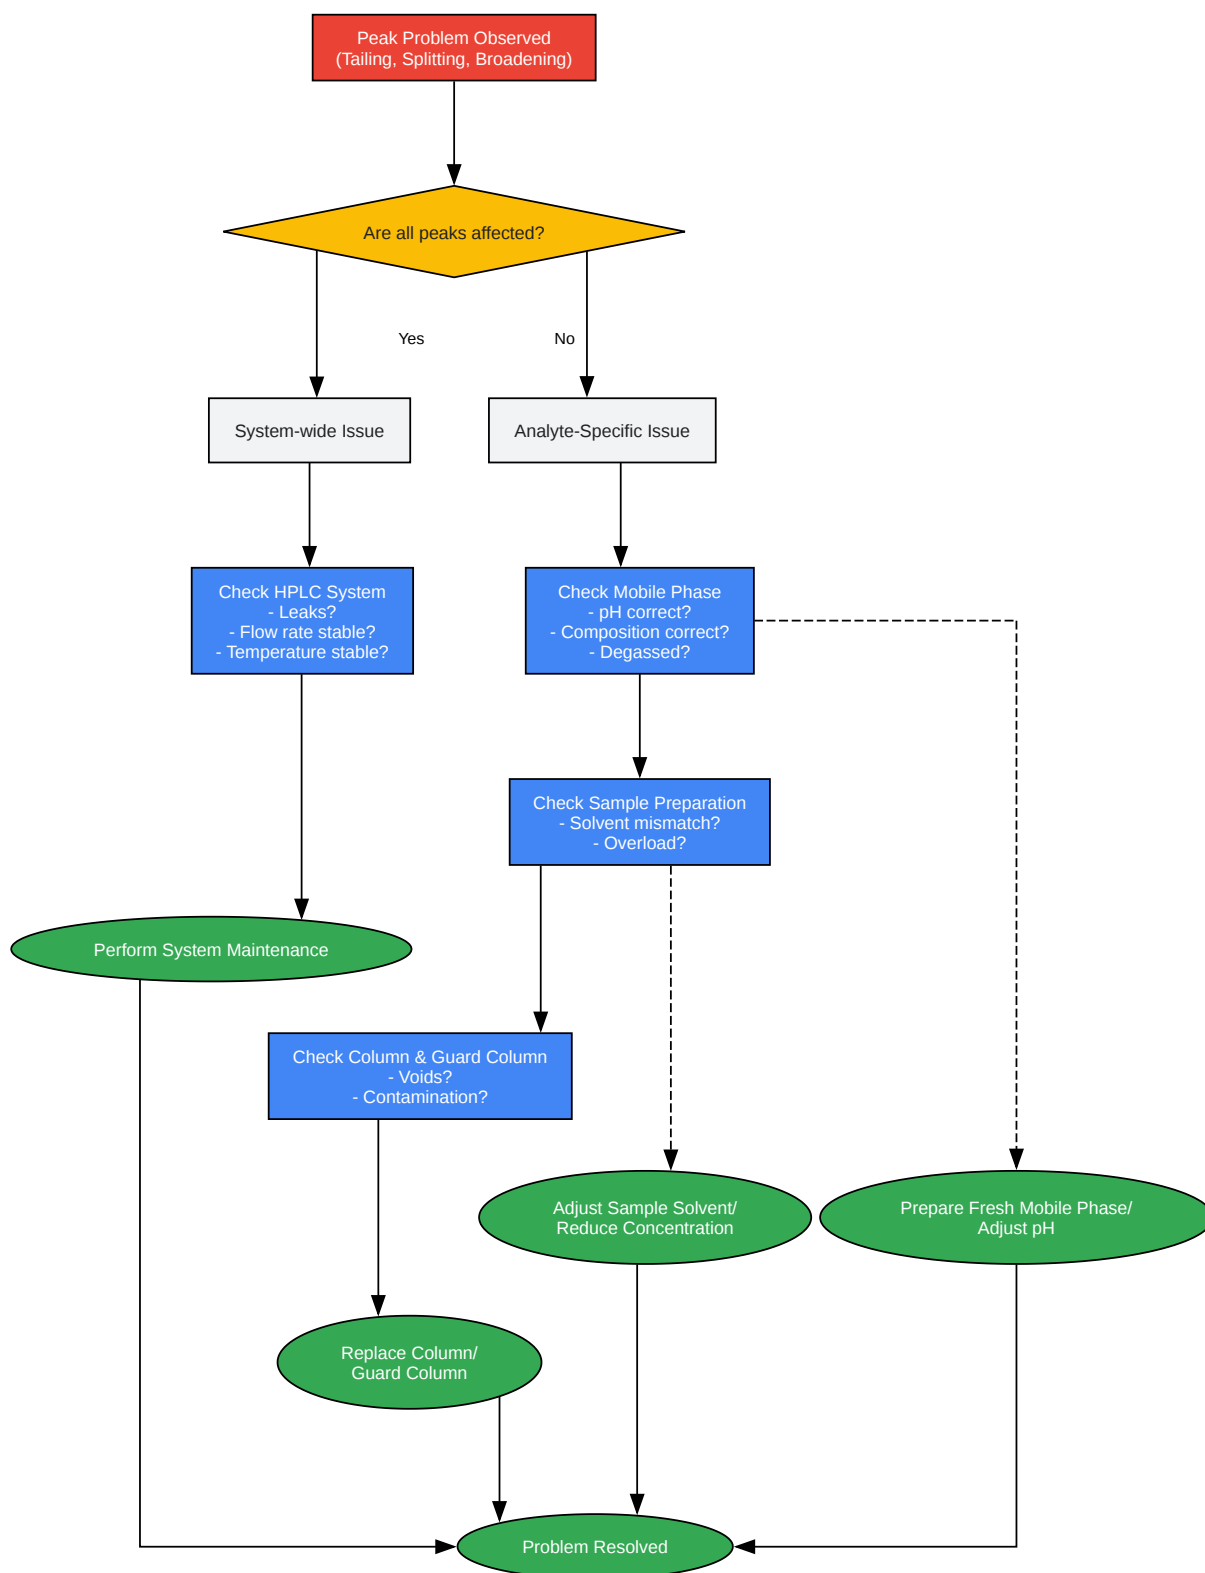 Peak Problem Observed
(Tailing, Splitting, Broadening)
Are all peaks affected?
Yes
No
System-wide Issue
Analyte-Specific Issue
Check HPLC System
- Leaks?
- Flow rate stable?
- Temperature stable?
Check Mobile Phase
- pH correct?
- Composition correct?
- Degassed?
Check Sample Preparation
- Solvent mismatch?
- Overload?
Perform System Maintenance
Check Column & Guard Column
- Voids?
- Contamination?
Adjust Sample Solvent/
Reduce Concentration
Prepare Fresh Mobile Phase/
Adjust pH
Replace Column/
Guard Column
Problem Resolved